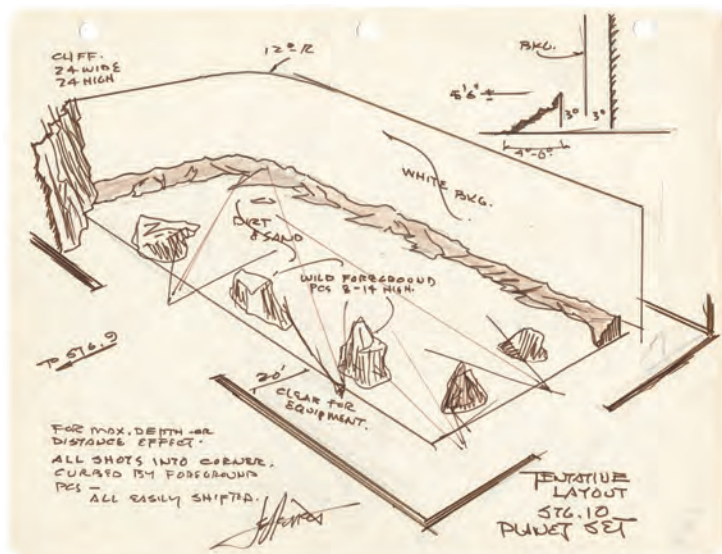 CLIFF.
24 WIDE
24 HIGH
12° R
BKG.
5'6" ±
3°
3°
4'-0"
WHITE BKG.
DIRT
& SAND
WILD FOREGROUND
PCS 8-14 HIGH.
TO STG.9
20'
CLEAR FOR
EQUIPMENT.
FOR MAX. DEPTH OR
DISTANCE EFFECT.
ALL SHOTS INTO CORNER.
CURBED BY FOREGROUND
PCS —
ALL EASILY SHIFTED.
TENTATIVE
LAYOUT
STG. 10
PLANET SET